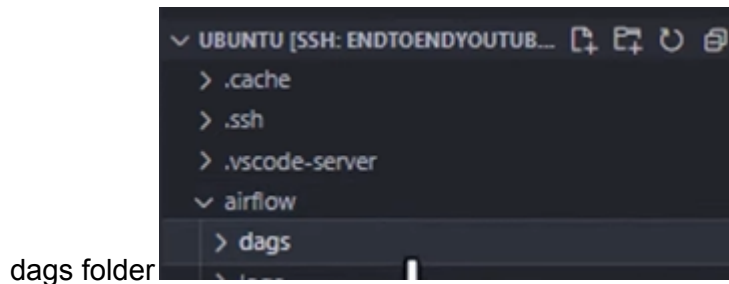 UBUNTU [SSH: ENDTOENDYOUTUB...
.cache
.ssh
.vscode-server
airflow
dags
dags folder